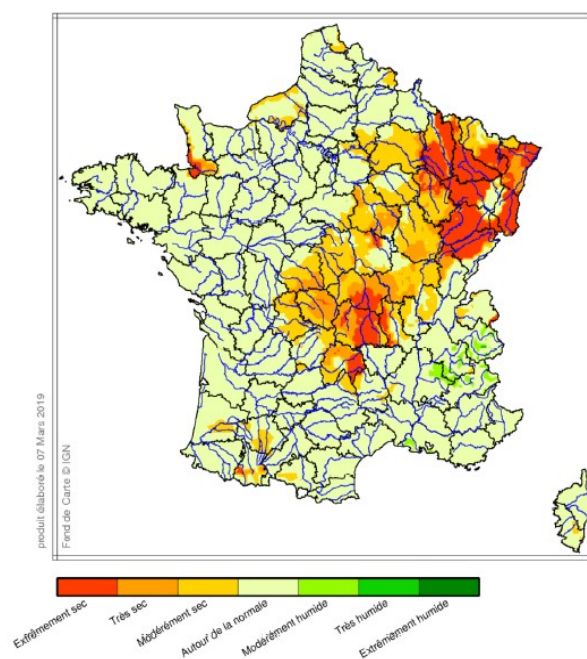 produit élaboré le 07 Mars 2019
Fond de Carte © IGN
Extrêmement sec
Très sec
Modérément sec
Autour de la normale
Modérément humide
Très humide
Extrêmement humide